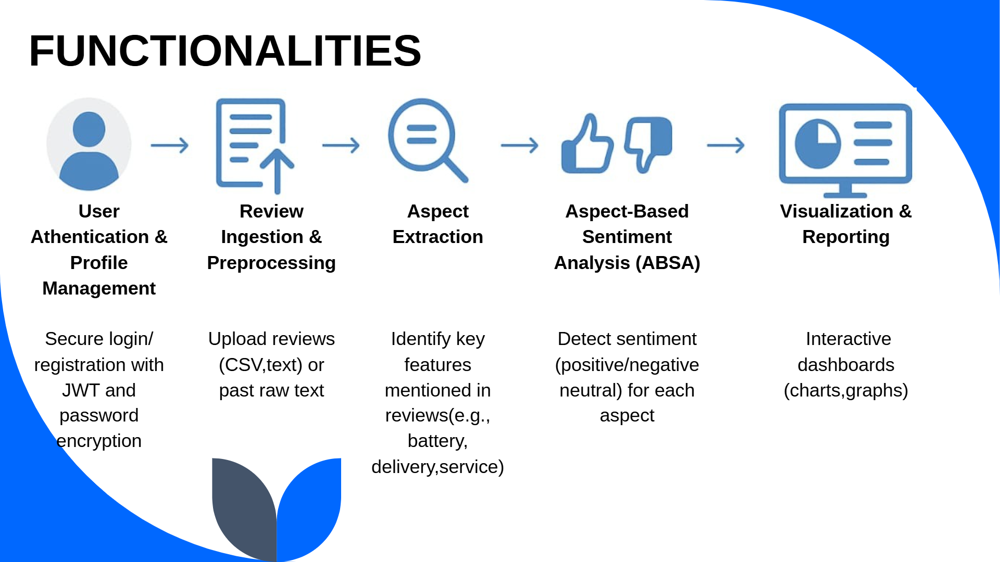 FUNCTIONALITIES
User
Athentication &
Profile
Management
Review
Ingestion &
Preprocessing
Aspect
Extraction
Aspect-Based
Sentiment
Analysis (ABSA)
Visualization &
Reporting
Secure login/
registration with
JWT and
password
encryption
Upload reviews
(CSV,text) or
past raw text
Identify key
features
mentioned in
reviews(e.g.,
battery,
delivery,service)
Detect sentiment
(positive/negative
neutral) for each
aspect
Interactive
dashboards
(charts,graphs)